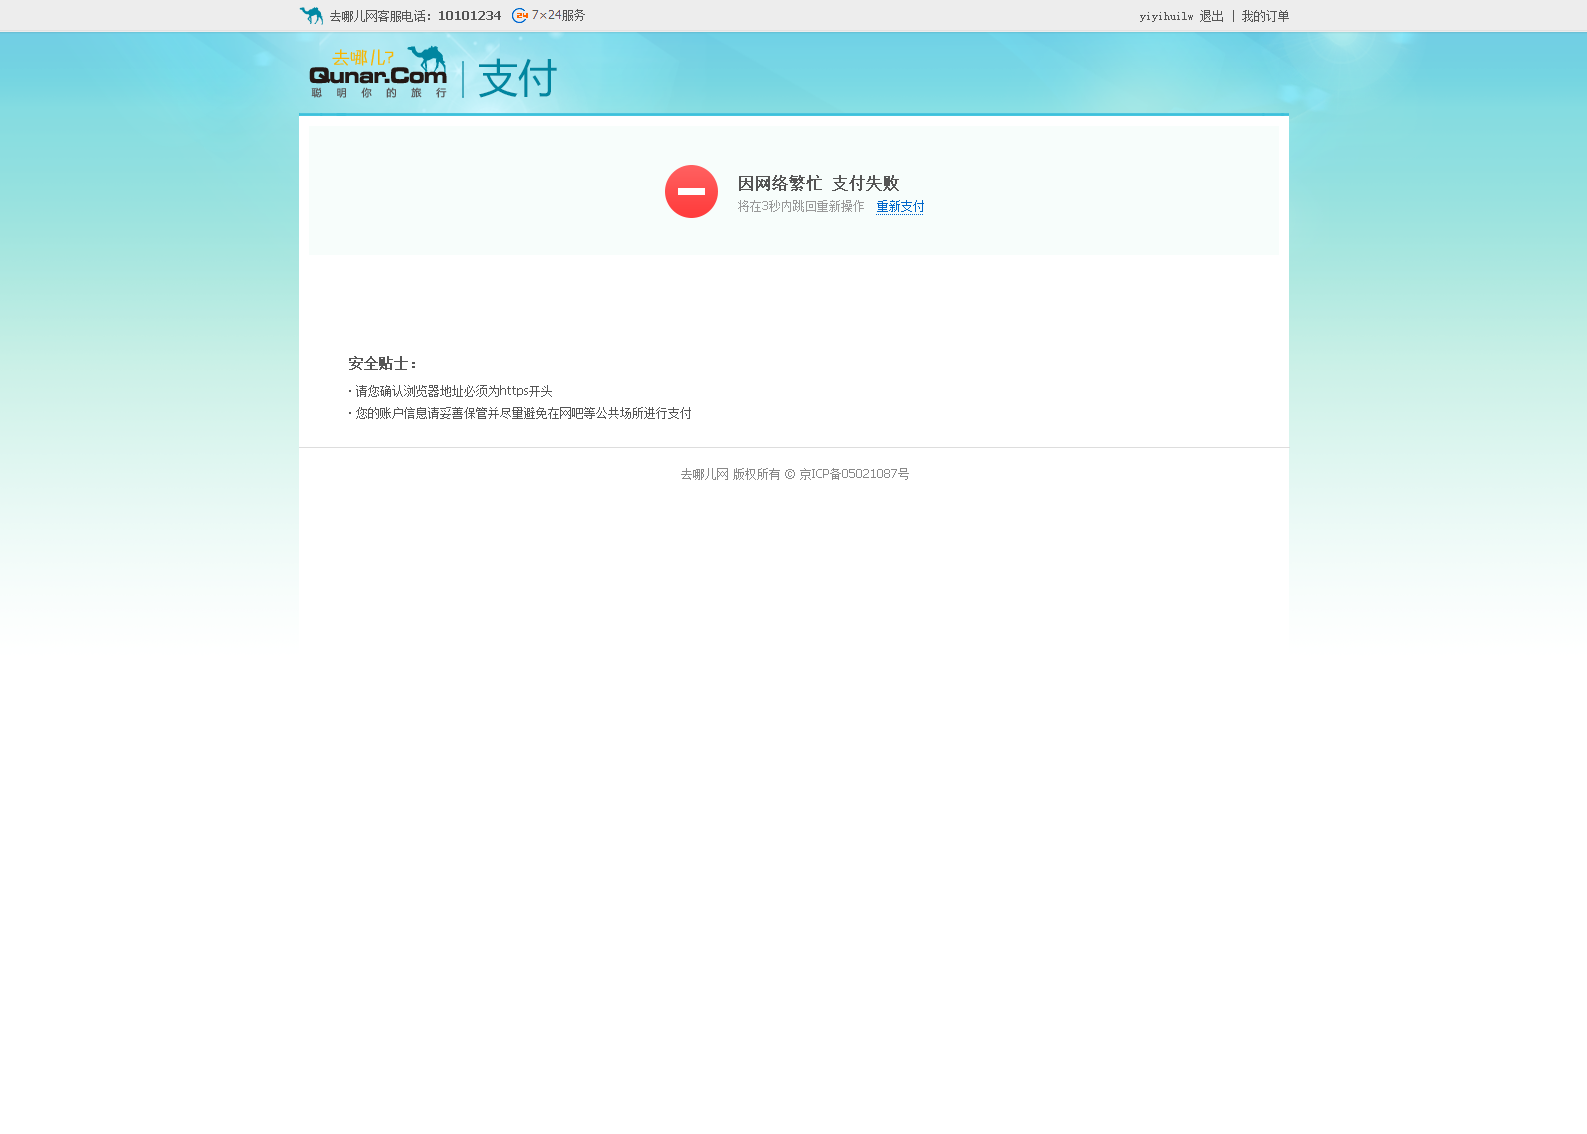 去哪儿网客服电话：10101234 24 7×24服务
yiyihuilw 退出 | 我的订单
去哪儿?
Qunar.Com | 支付
聪明你的旅行
因网络繁忙 支付失败
将在3秒内跳回重新操作 重新支付
安全贴士：
· 请您确认浏览器地址必须为https开头
· 您的账户信息请妥善保管并尽量避免在网吧等公共场所进行支付
去哪儿网 版权所有 © 京ICP备05021087号